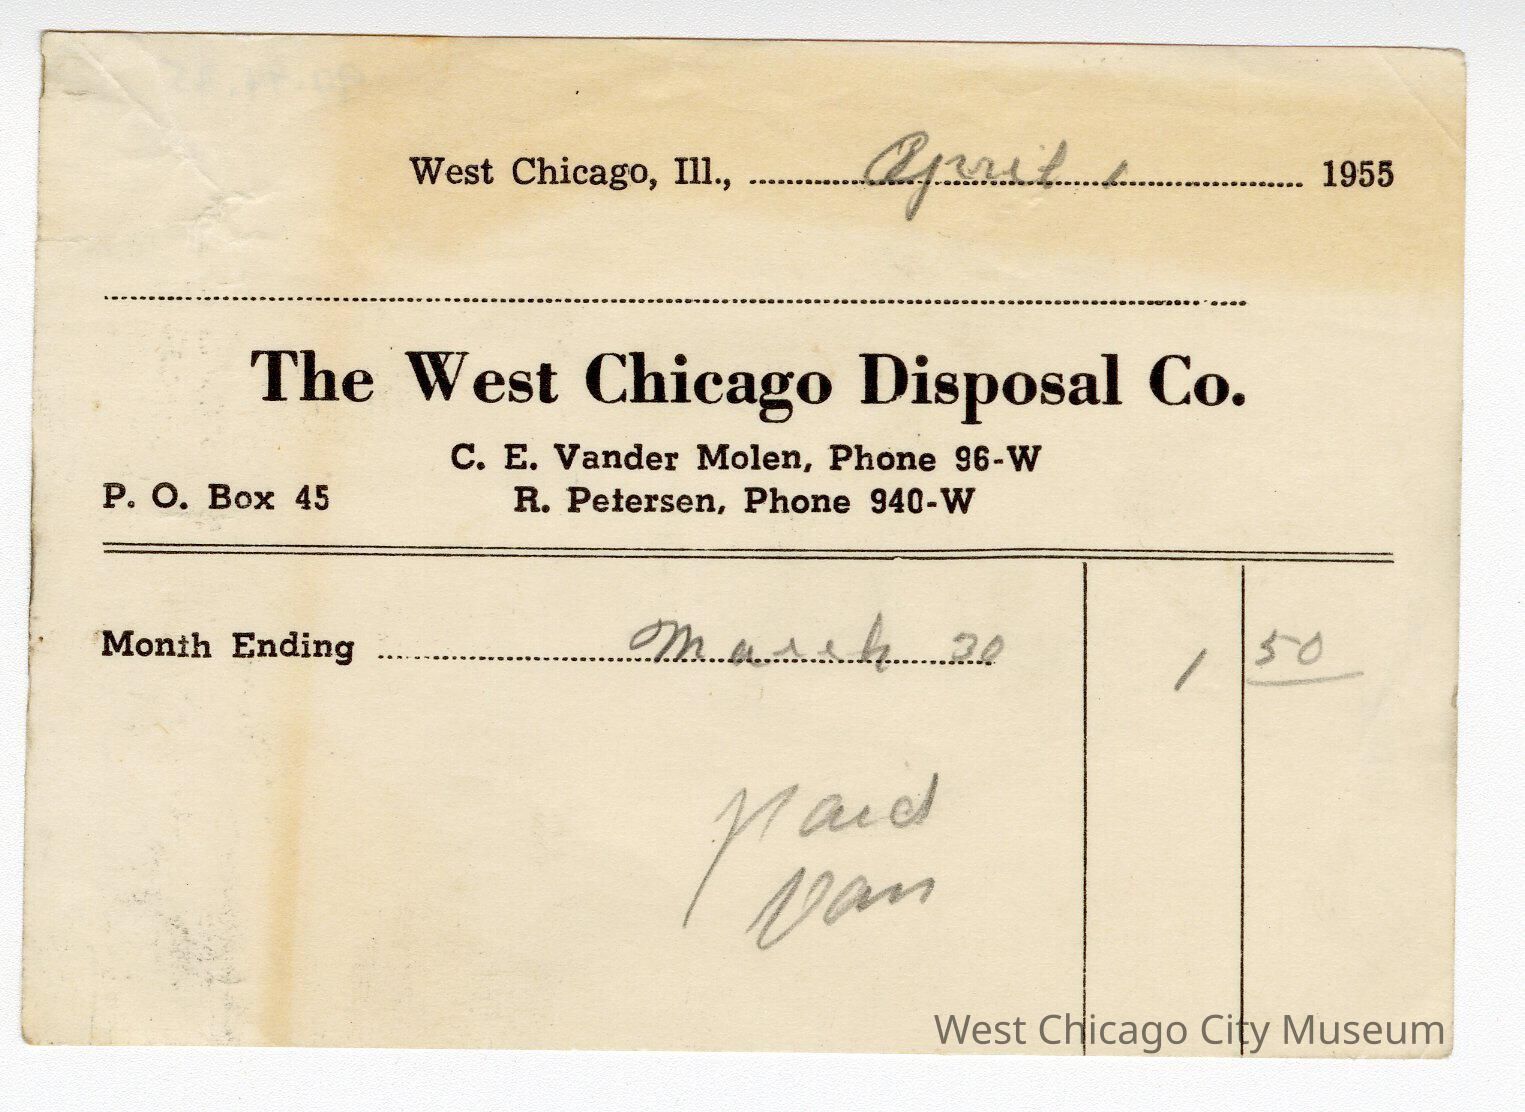 West Chicago, Ill., April 1 1955
The West Chicago Disposal Co.
C. E. Vander Molen, Phone 96-W
P. O. Box 45 R. Petersen, Phone 940-W
Month Ending March 30 1 50
Paid
Van
West Chicago City Museum